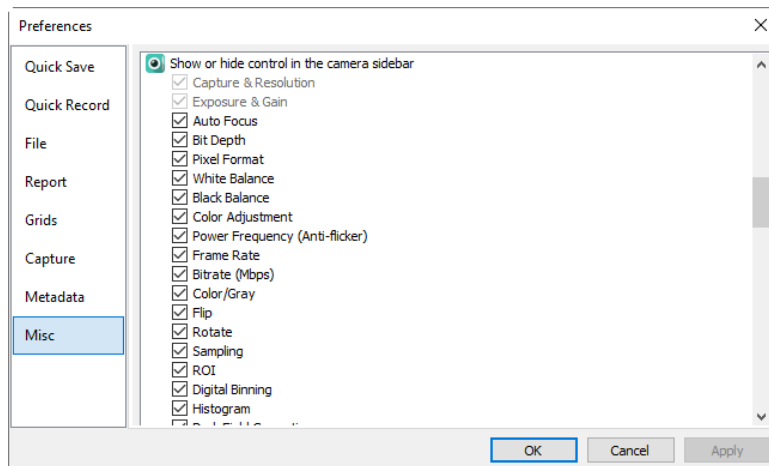 Preferences
Quick Save
Quick Record
File
Report
Grids
Capture
Metadata
Misc
Show or hide control in the camera sidebar
Capture & Resolution
Exposure & Gain
Auto Focus
Bit Depth
Pixel Format
White Balance
Black Balance
Color Adjustment
Power Frequency (Anti-flicker)
Frame Rate
Bitrate (Mbps)
Color/Gray
Flip
Rotate
Sampling
ROI
Digital Binning
Histogram
OK
Cancel
Apply